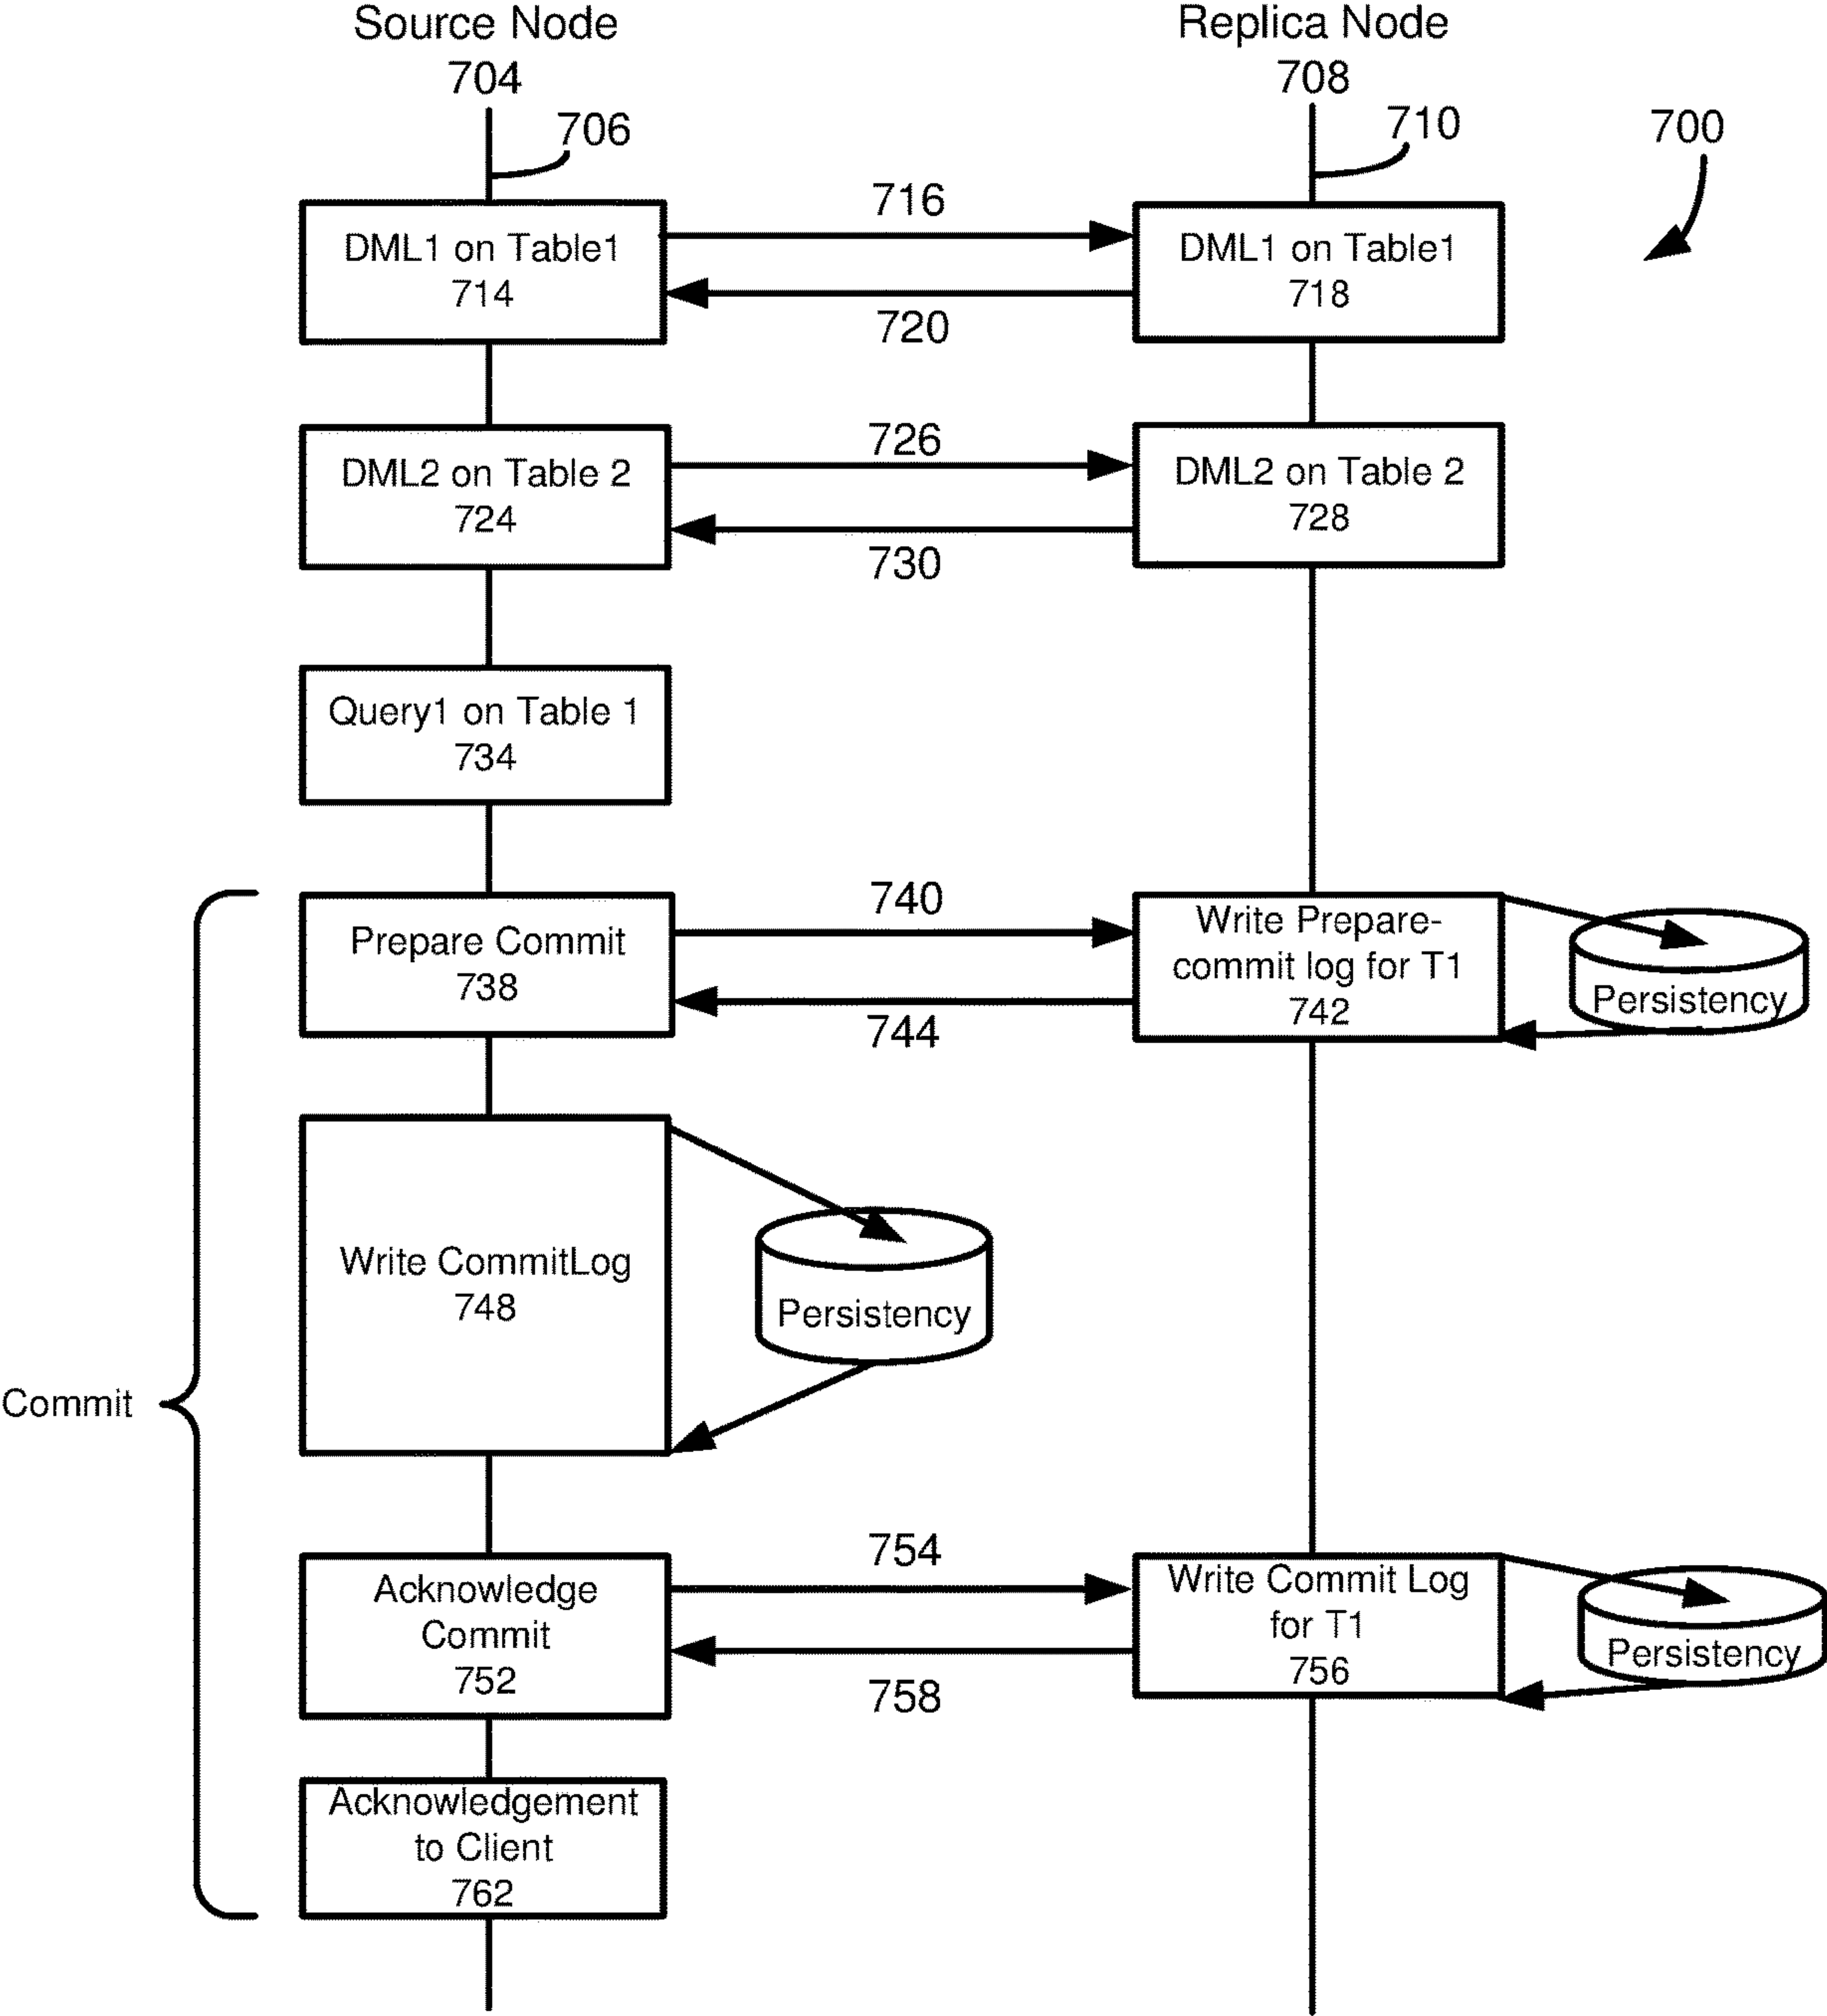 Source Node
704
Replica Node
708
706
710
700
DML1 on Table1
714
716
720
DML1 on Table1
718
DML2 on Table 2
724
726
730
DML2 on Table 2
728
Query1 on Table 1
734
Commit
Prepare Commit
738
740
744
Write Prepare-
commit log for T1
742
Persistency
Write CommitLog
748
Persistency
Acknowledge
Commit
752
754
758
Write Commit Log
for T1
756
Persistency
Acknowledgement
to Client
762